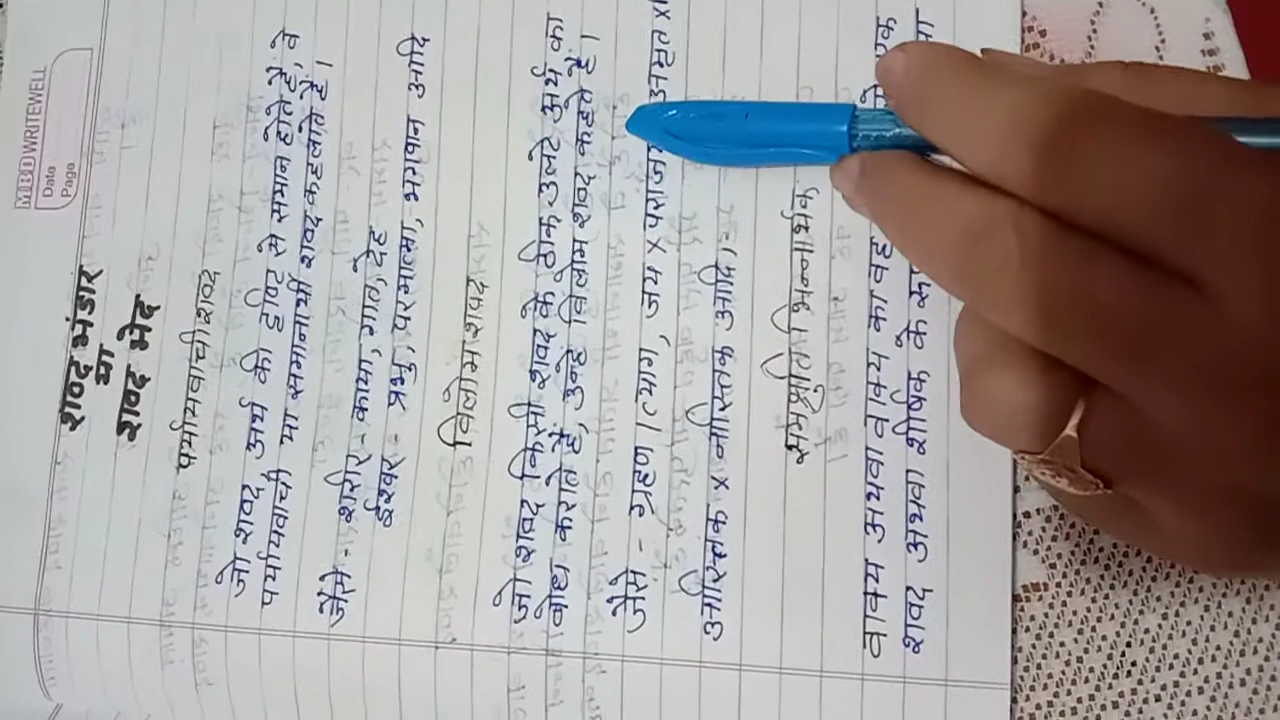 MBD WRITEWELL
Date
Page
शब्द भंडार
या
शब्द भेद
पर्यायवाची शब्द
जो शब्द अर्थ की दृष्टि से समान होते हैं, वे
पर्यायवाची या समानतार्थी शब्द कहलाते हैं।
जैसे - शरीर - काया, गात, देह
ईश्वर - प्रभु, परमात्मा, भगवान आदि
विलोम शब्द
जो शब्द किसी शब्द के ठीक उल्टे अर्थ का
बोध कराते हैं, उन्हें विलोम शब्द कहते हैं।
जैसे - ग्रहण / त्याग, जय x पराजय
आस्तिक x नास्तिक आदि।
श्रुतिसम भिन्नार्थक
वाक्य अथवा वाक्य का वह
शब्द अथवा